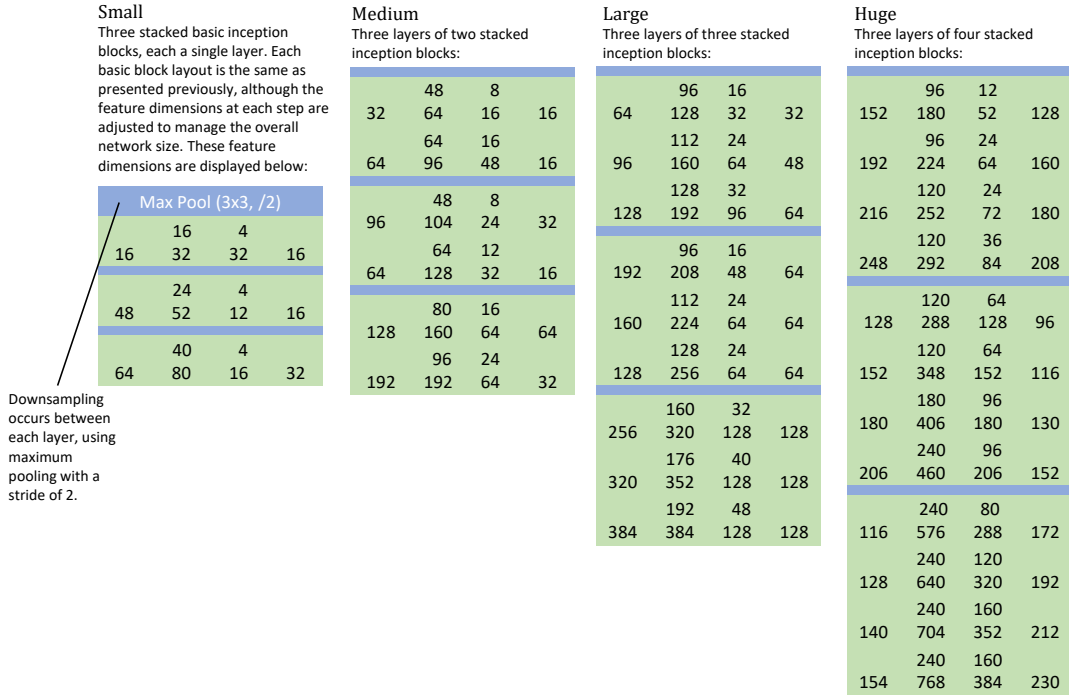 Small
Three stacked basic inception
blocks, each a single layer. Each
basic block layout is the same as
presented previously, although the
feature dimensions at each step are
adjusted to manage the overall
network size. These feature
dimensions are displayed below:
Max Pool (3x3, /2)
16 4
16 32 32 16
24 4
48 52 12 16
40 4
64 80 16 32
Downsampling
occurs between
each layer, using
maximum
pooling with a
stride of 2.
Medium
Three layers of two stacked
inception blocks:
48 8
32 64 16 16
64 16
64 96 48 16
48 8
96 104 24 32
64 12
64 128 32 16
80 16
128 160 64 64
96 24
192 192 64 32
Large
Three layers of three stacked
inception blocks:
96 16
64 128 32 32
112 24
96 160 64 48
128 32
128 192 96 64
96 16
192 208 48 64
112 24
160 224 64 64
128 24
128 256 64 64
160 32
256 320 128 128
176 40
320 352 128 128
192 48
384 384 128 128
Huge
Three layers of four stacked
inception blocks:
96 12
152 180 52 128
96 24
192 224 64 160
120 24
216 252 72 180
120 36
248 292 84 208
120 64
128 288 128 96
120 64
152 348 152 116
180 96
180 406 180 130
240 96
206 460 206 152
240 80
116 576 288 172
240 120
128 640 320 192
240 160
140 704 352 212
240 160
154 768 384 230